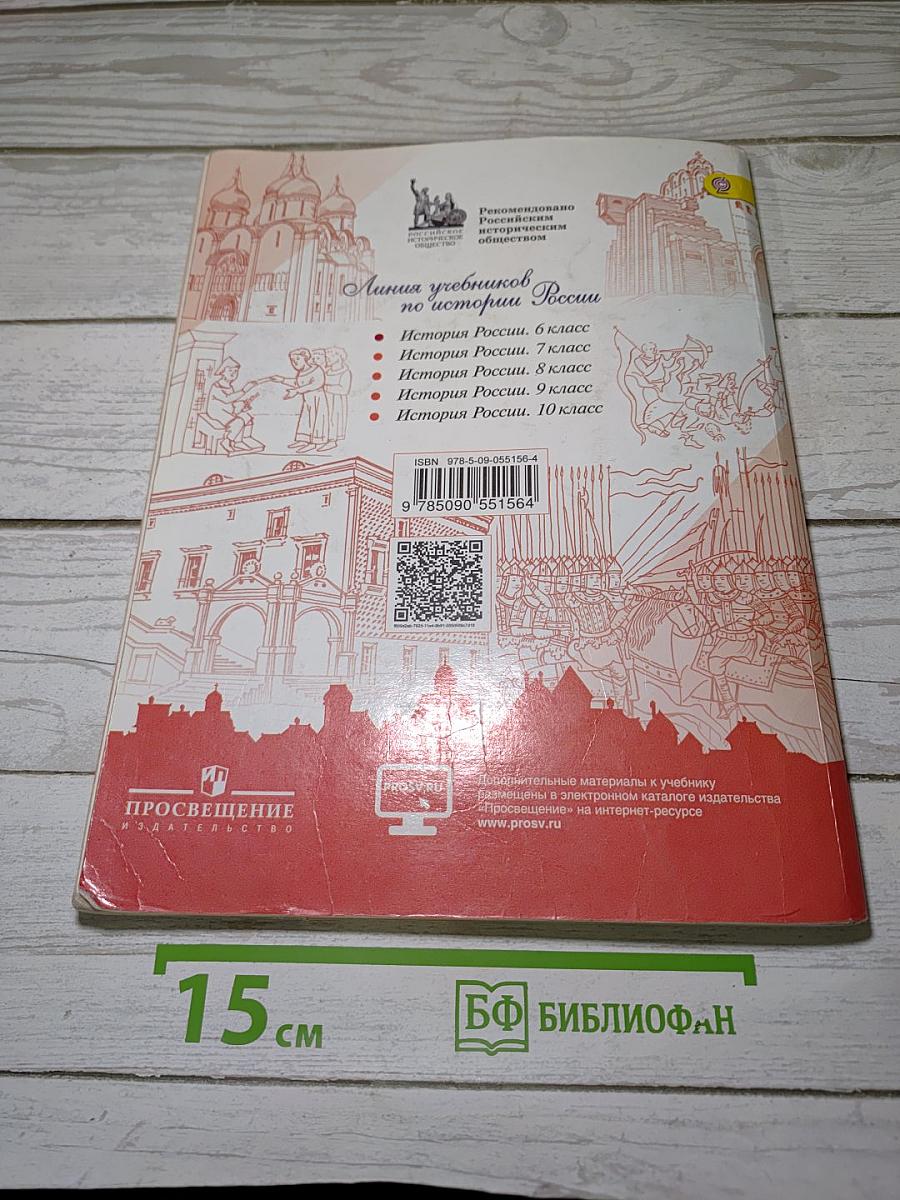 РОССИЙСКОЕ
ИСТОРИЧЕСКОЕ
ОБЩЕСТВО
Рекомендовано
Российским
историческим
обществом
Линия учебников
по истории России
История России. 6 класс
История России. 7 класс
История России. 8 класс
История России. 9 класс
История России. 10 класс
ISBN 978-5-09-055156-4
9 785090 551564
ПРОСВЕЩЕНИЕ
ИЗДАТЕЛЬСТВО
PROSV.RU
Дополнительные материалы к учебнику
размещены в электронном каталоге издательства
«Просвещение» на интернет-ресурсе
www.prosv.ru
15 см
БФ БИБЛИОФАН